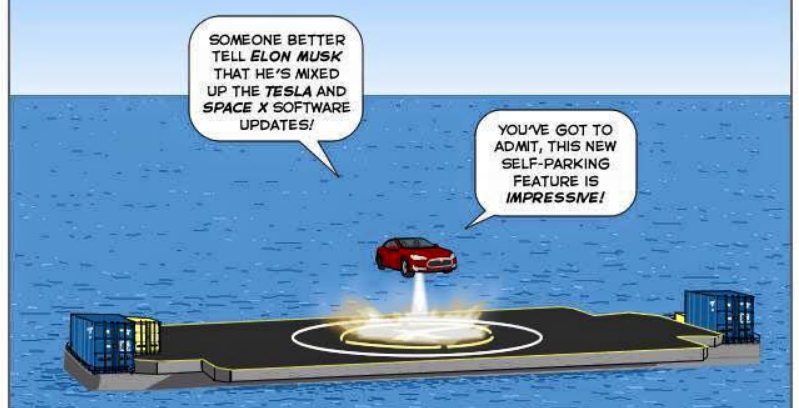 SOMEONE BETTER
TELL ELON MUSK
THAT HE'S MIXED
UP THE TESLA AND
SPACE X SOFTWARE
UPDATES!
YOU'VE GOT TO
ADMIT, THIS NEW
SELF-PARKING
FEATURE IS
IMPRESSIVE!